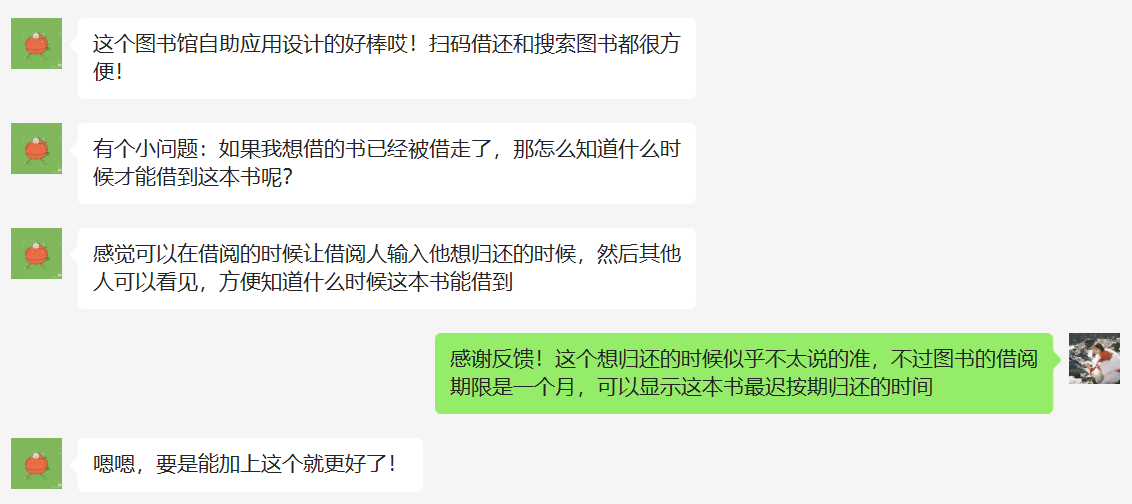 这个图书馆自助应用设计的好棒哎！扫码借还和搜索图书都很方
便！
有个小问题：如果我想借的书已经被借走了，那怎么知道什么时
候才能借到这本书呢？
感觉可以在借阅的时候让借阅人输入他想归还的时候，然后其他
人可以看见，方便知道什么时候这本书能借到
感谢反馈！这个想归还的时候似乎不太说的准，不过图书的借阅
期限是一个月，可以显示这本书最迟按期归还的时间
嗯嗯，要是能加上这个就更好了！